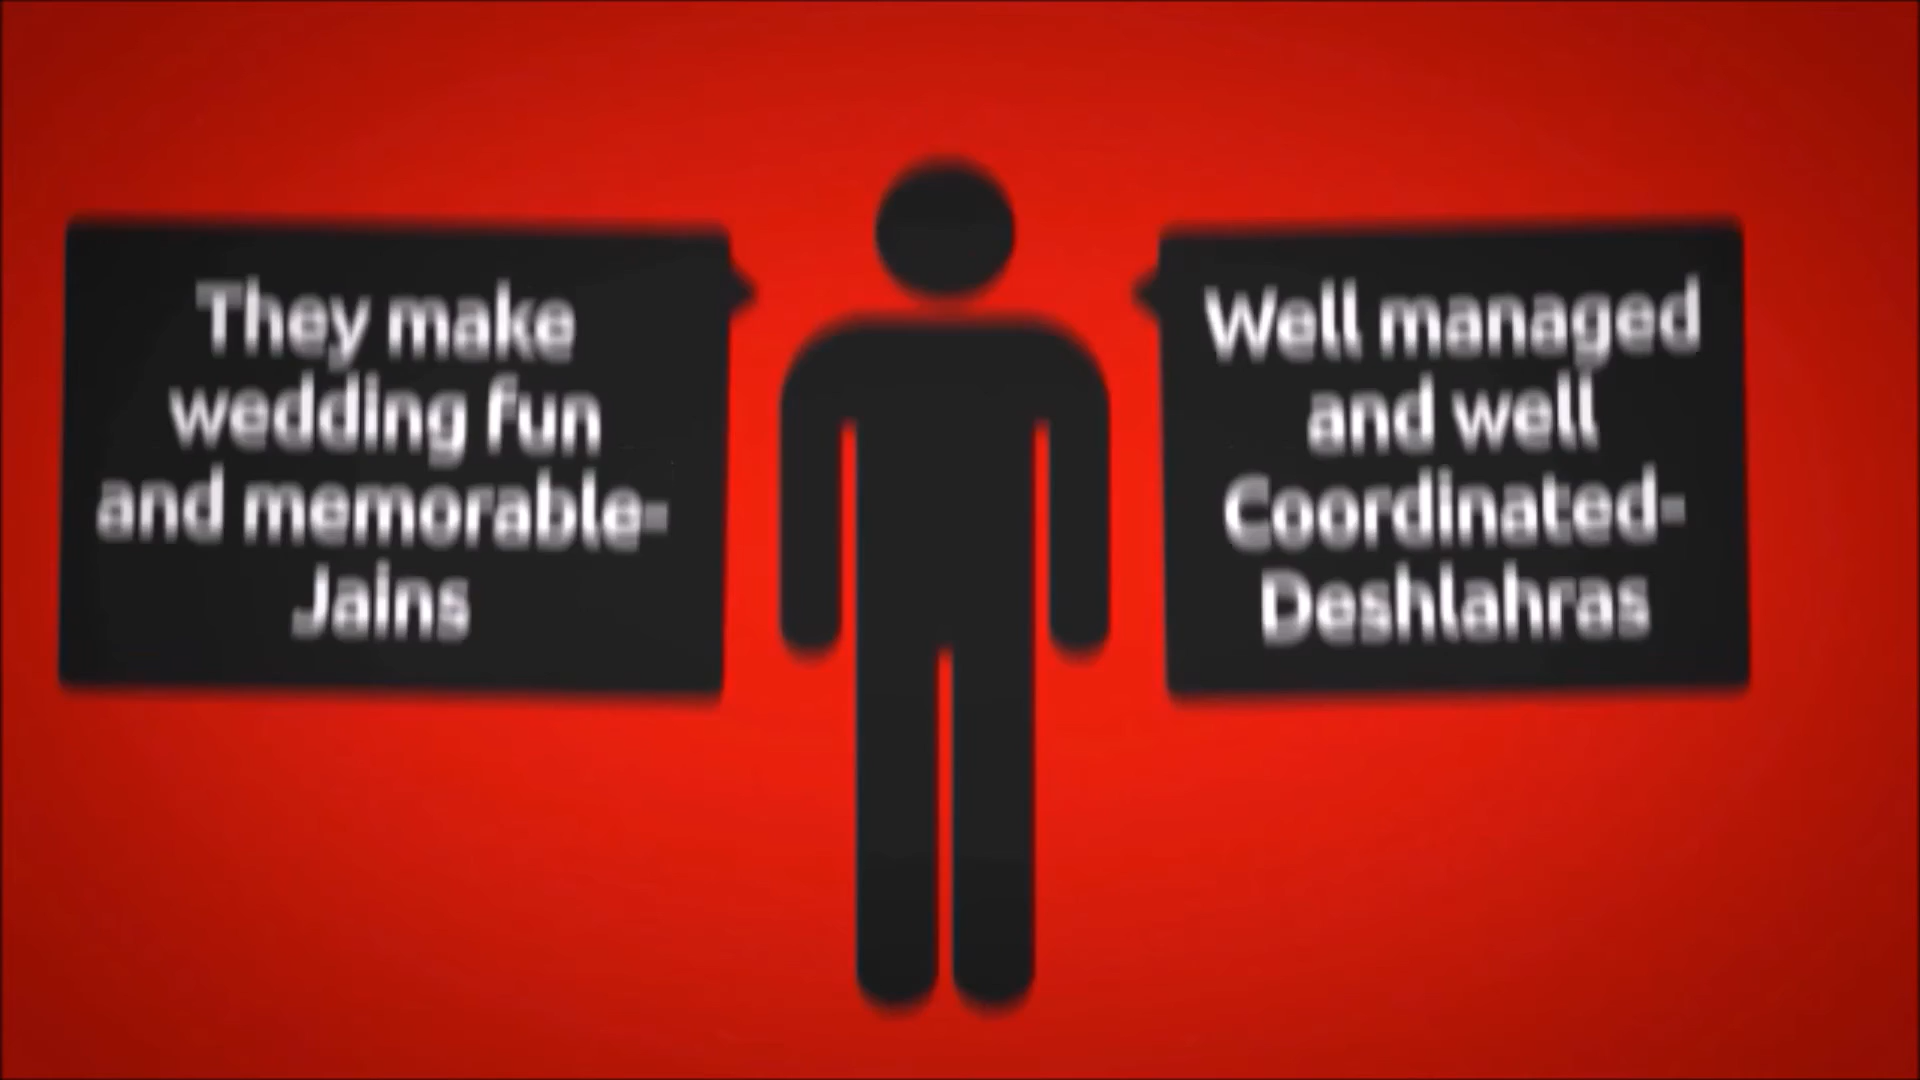 They make
wedding fun
and memorable-
Jains
Well managed
and well
Coordinated-
Deshlahras